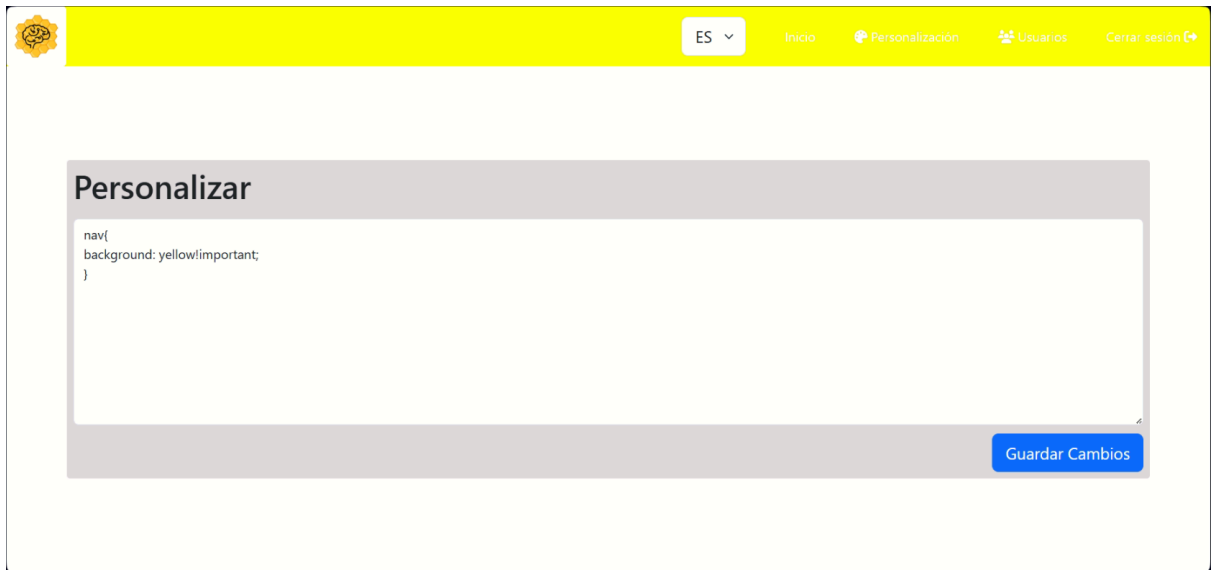 ES
Inicio
Personalización
Usuarios
Cerrar sesión
Personalizar
nav{
background: yellow!important;
}
Guardar Cambios